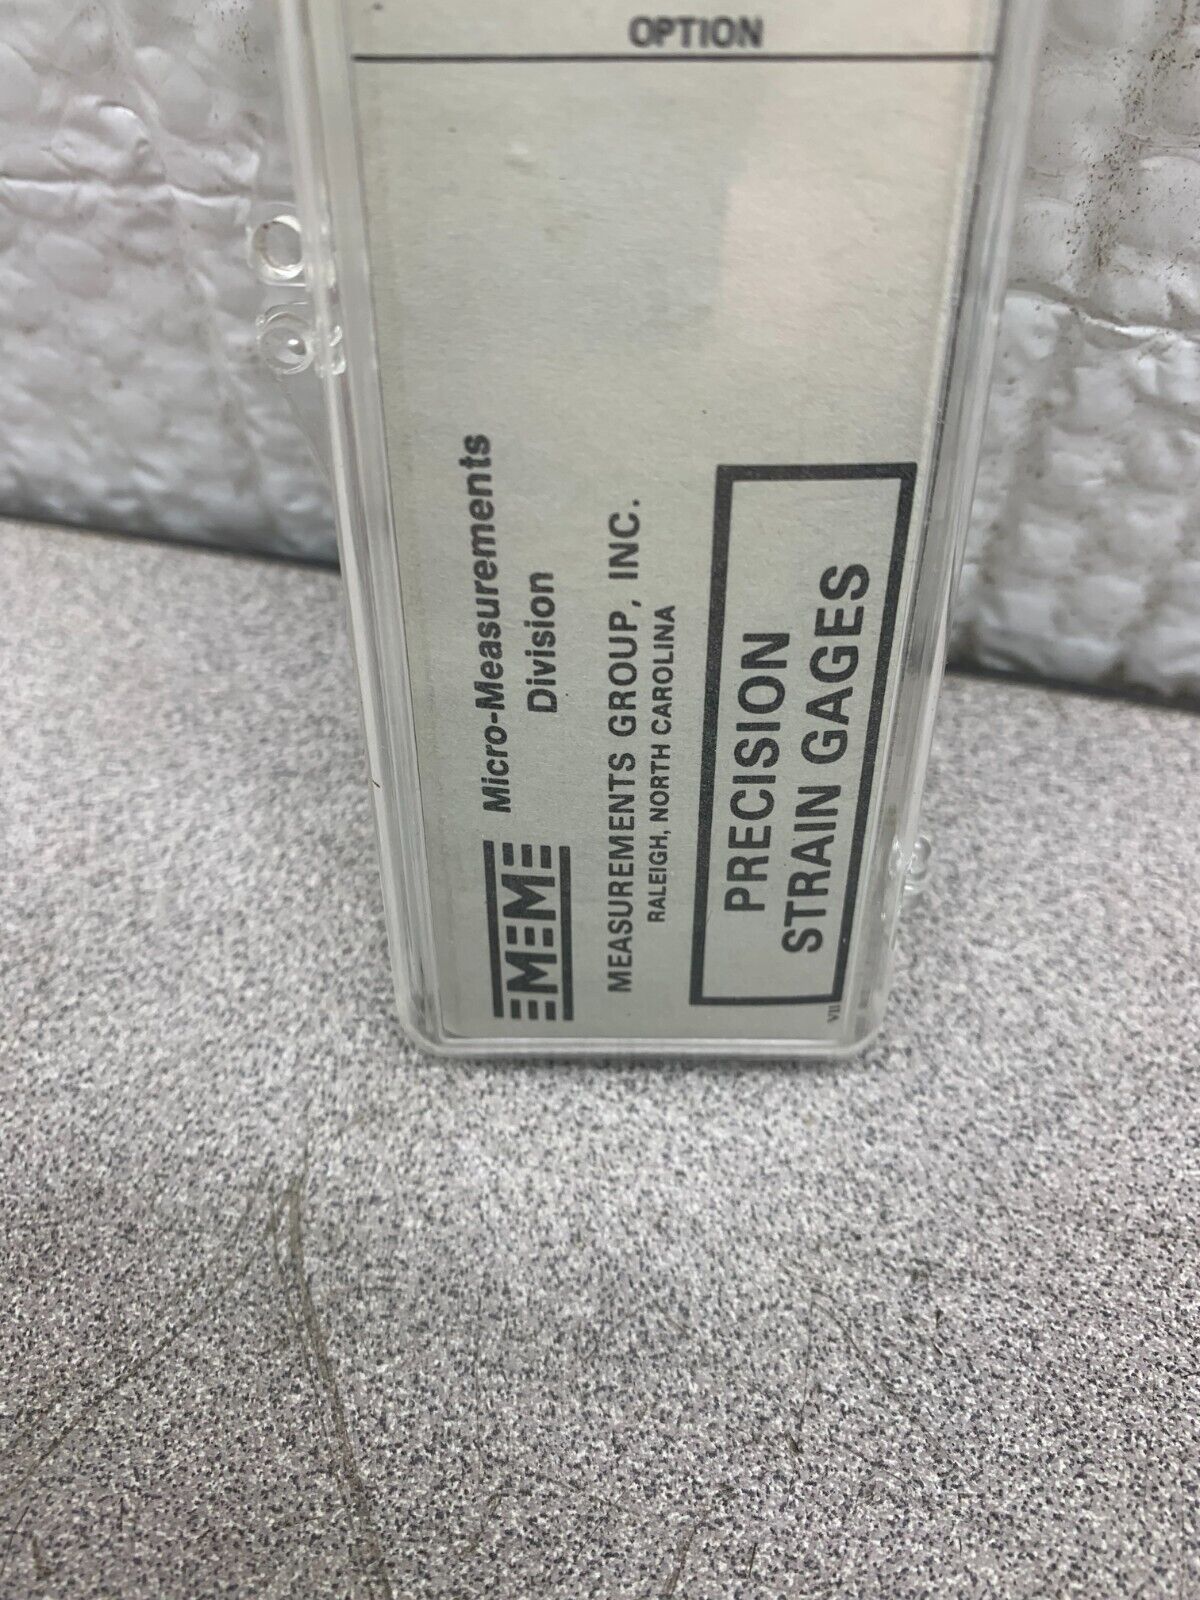 OPTION
M M
Micro-Measurements
Division
MEASUREMENTS GROUP, INC.
RALEIGH, NORTH CAROLINA
PRECISION
STRAIN GAGES